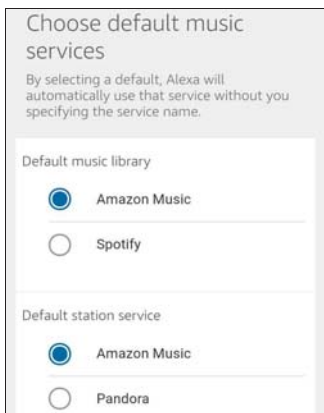 Choose default music
services
By selecting a default, Alexa will
automatically use that service without you
specifying the service name.
Default music library
Amazon Music
Spotify
Default station service
Amazon Music
Pandora